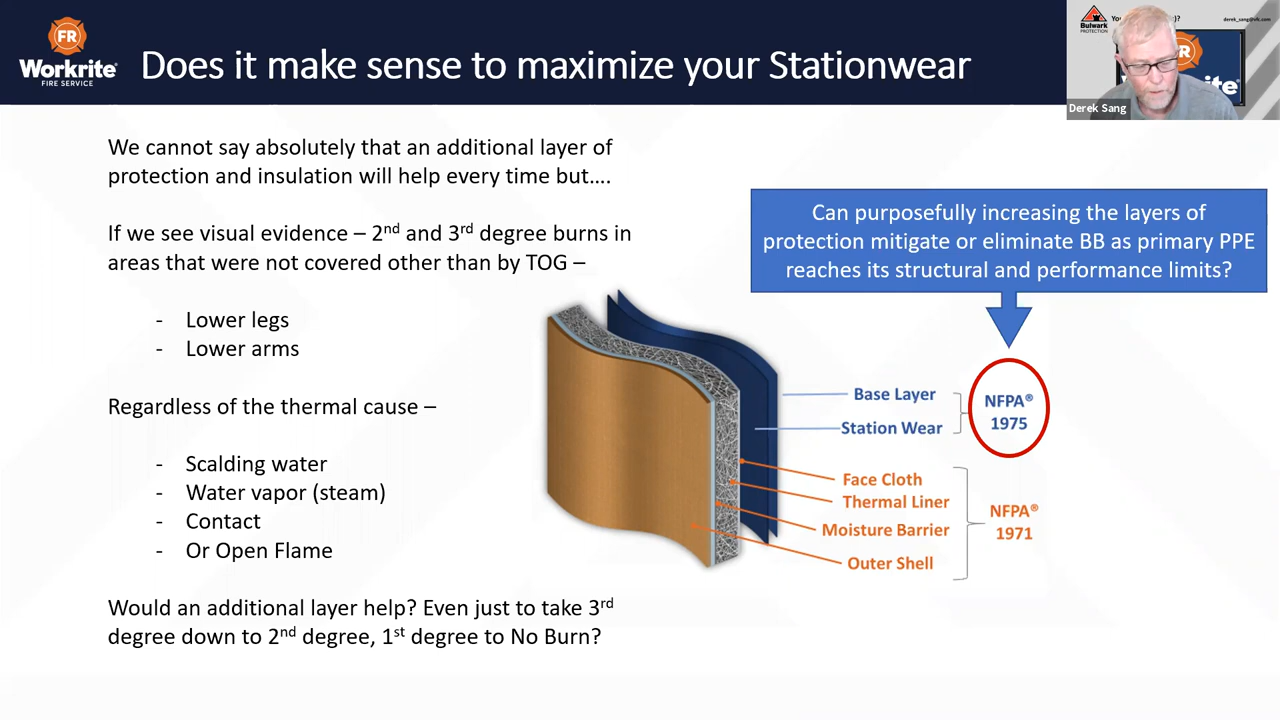 FR
Workrite®
FIRE SERVICE
Does it make sense to maximize your Stationwear
Bulwark
PROTECTION
derek_sang@vfc.com
Derek Sang
We cannot say absolutely that an additional layer of
protection and insulation will help every time but....
If we see visual evidence – 2nd and 3rd degree burns in
areas that were not covered other than by TOG –
- Lower legs
- Lower arms
Regardless of the thermal cause –
- Scalding water
- Water vapor (steam)
- Contact
- Or Open Flame
Would an additional layer help? Even just to take 3rd
degree down to 2nd degree, 1st degree to No Burn?
Can purposefully increasing the layers of
protection mitigate or eliminate BB as primary PPE
reaches its structural and performance limits?
Base Layer
Station Wear
NFPA®
1975
Face Cloth
Thermal Liner
Moisture Barrier
Outer Shell
NFPA®
1971